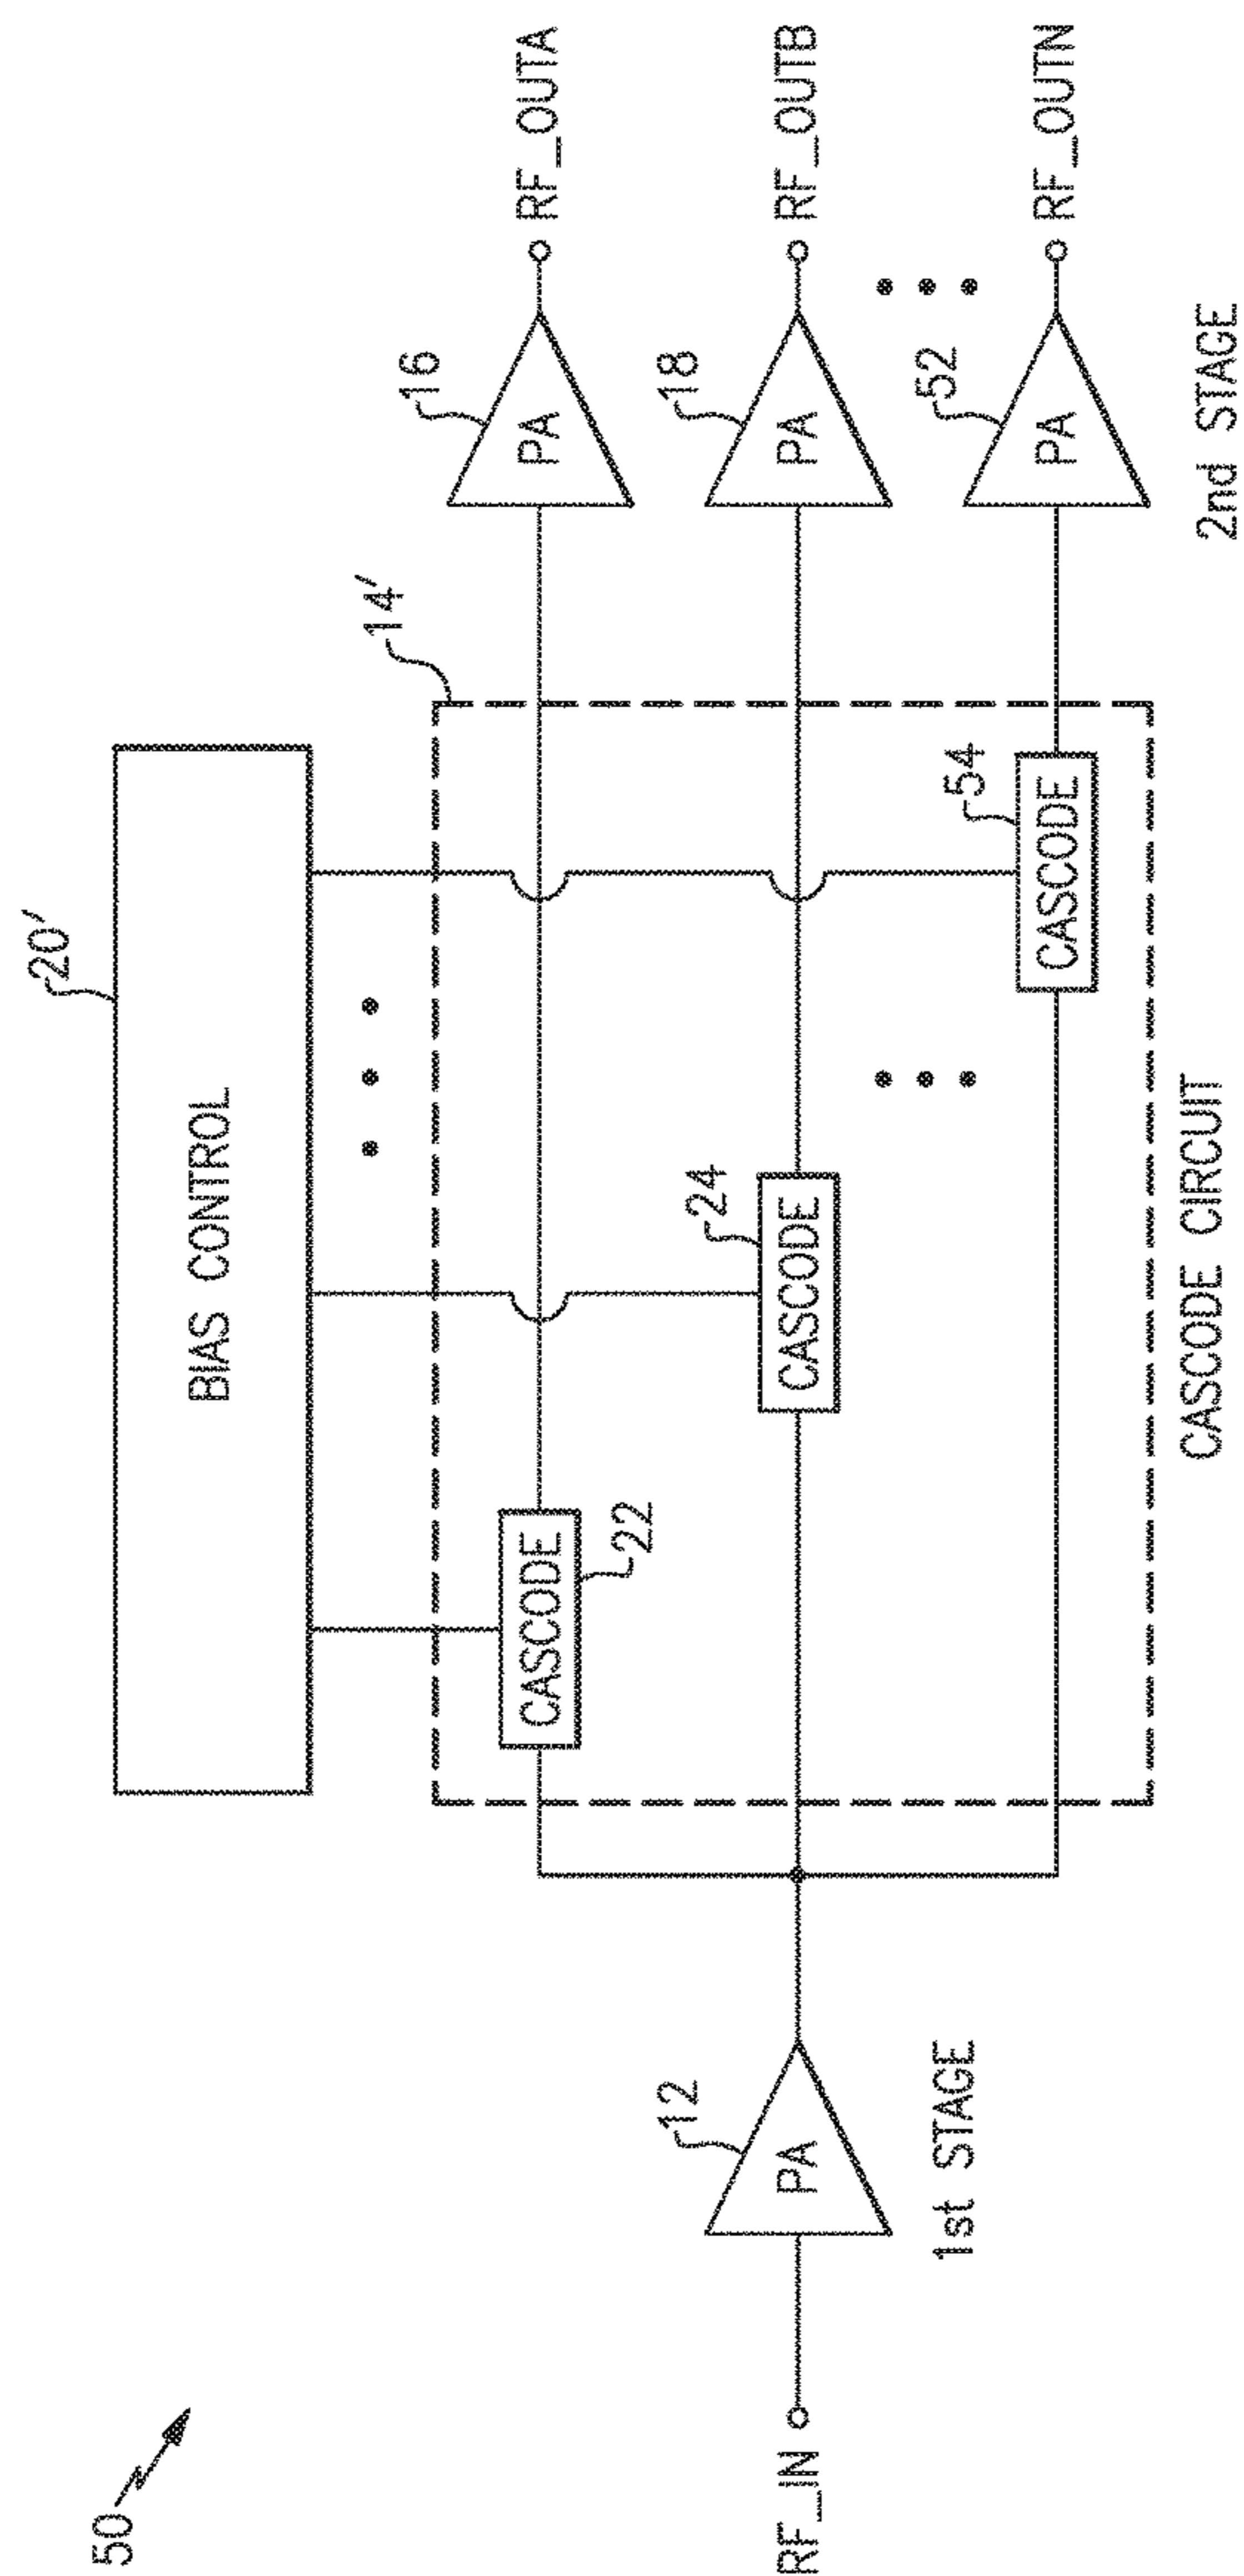 50
20'
BIAS CONTROL
14'
16
PA
RF_OUTA
CASCODE
22
12
PA
RF_IN
1st STAGE
24
CASCODE
18
PA
RF_OUTB
54
CASCODE
52
PA
RF_OUTN
CASCODE CIRCUIT
2nd STAGE